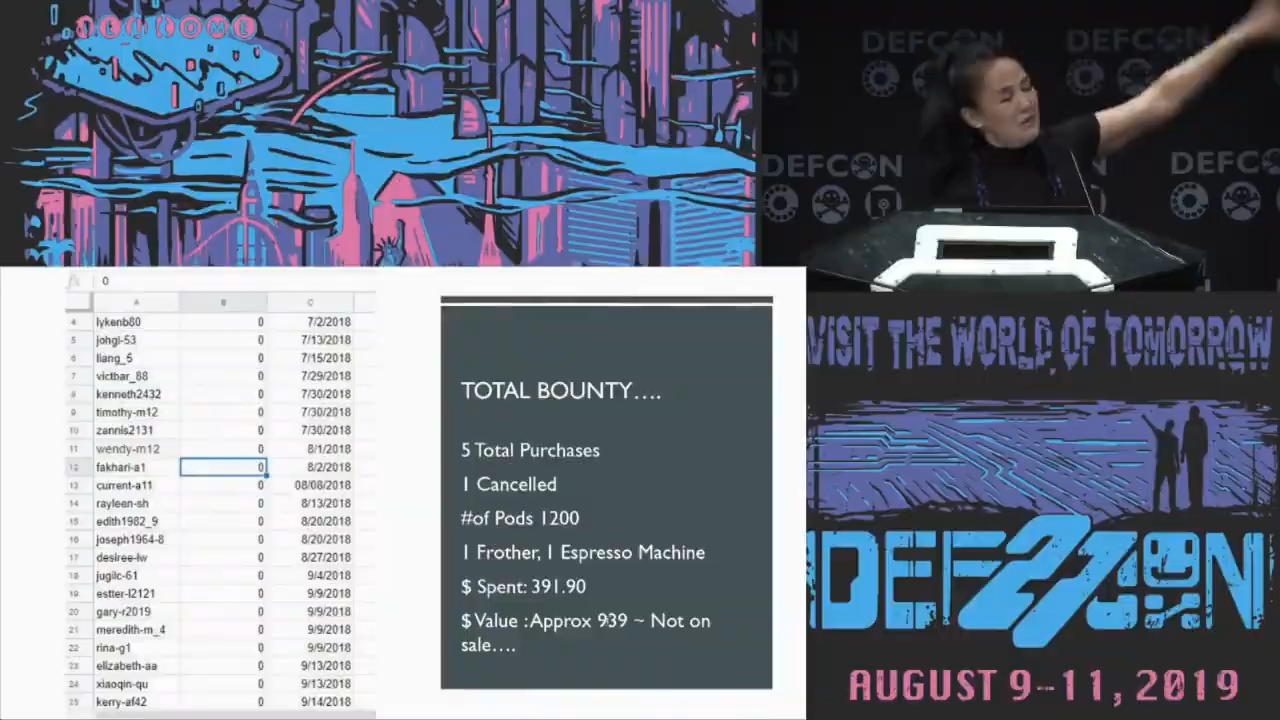 WELCOME
DEFCON DEFCON
DEFCON DEFCON
fx 0
A B C
4 lykenb80 0 7/2/2018
5 johgl-53 0 7/13/2018
6 liang_5 0 7/15/2018
7 victbar_88 0 7/29/2018
8 kenneth2432 0 7/30/2018
9 timothy-m12 0 7/30/2018
10 zannis2131 0 7/30/2018
11 wendy-m12 0 8/1/2018
12 fakhari-a1 0 8/2/2018
13 current-a11 0 08/08/2018
14 rayleen-sh 0 8/13/2018
15 edith1982_9 0 8/20/2018
16 joseph1964-8 0 8/20/2018
17 desiree-lw 0 8/27/2018
18 jugilc-61 0 9/4/2018
19 estter-l2121 0 9/9/2018
20 gary-r2019 0 9/9/2018
21 meredith-m_4 0 9/9/2018
22 rina-g1 0 9/9/2018
23 elizabeth-aa 0 9/13/2018
24 xiaoqin-qu 0 9/13/2018
25 kerry-af42 0 9/14/2018
TOTAL BOUNTY....
5 Total Purchases
1 Cancelled
#of Pods 1200
1 Frother, 1 Espresso Machine
$ Spent: 391.90
$ Value : Approx 939 ~ Not on
sale....
VISIT THE WORLD OF TOMORROW
DEF 27 CON
AUGUST 9-11, 2019